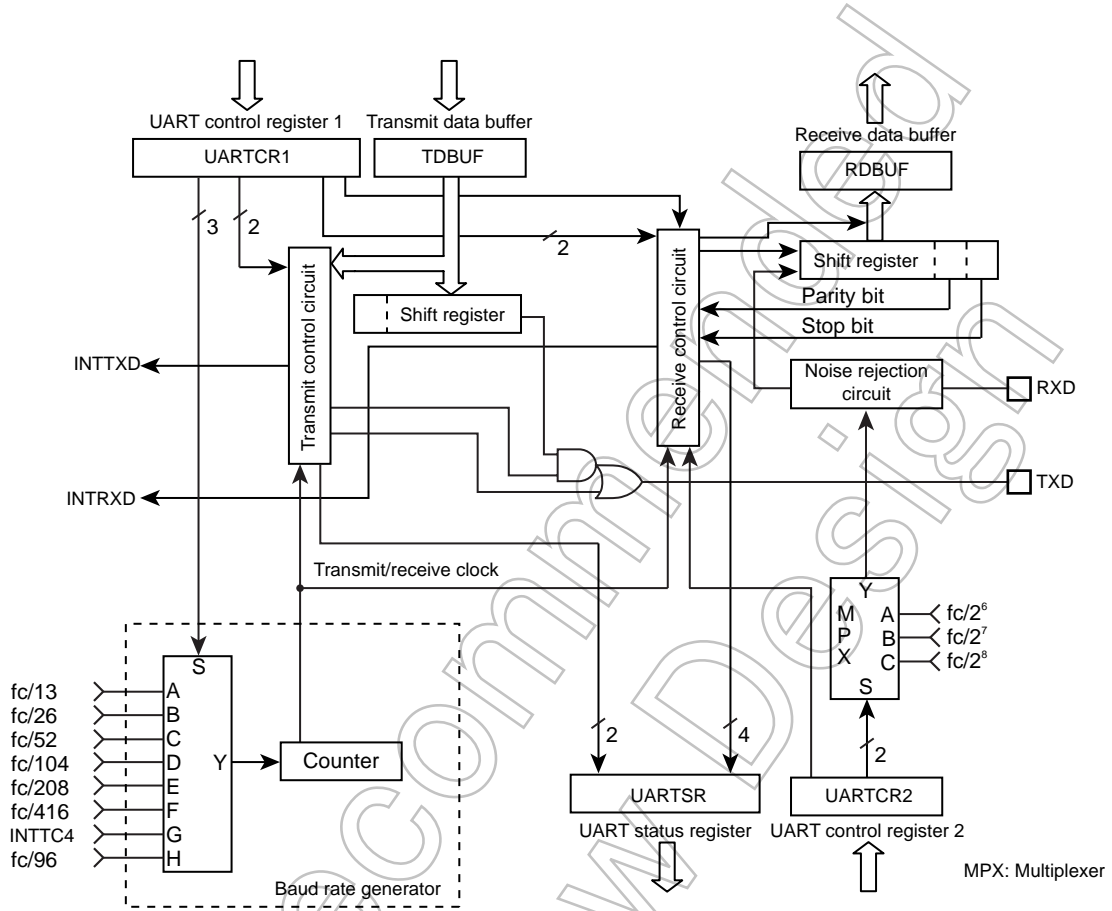 UART control register 1
Transmit data buffer
Receive data buffer
UARTCR1
TDBUF
RDBUF
3
2
2
Transmit control circuit
Receive control circuit
Shift register
Shift register
Parity bit
Stop bit
INTTXD
Noise rejection
circuit
RXD
INTRXD
TXD
Transmit/receive clock
Y
M
P
X
A
B
C
S
fc/2⁶
fc/2⁷
fc/2⁸
S
fc/13
A
fc/26
B
fc/52
C
fc/104
D
fc/208
E
fc/416
F
INTTC4
G
fc/96
H
Y
Counter
2
4
2
UARTSR
UARTCR2
UART status register
UART control register 2
Baud rate generator
MPX: Multiplexer
ecommended
w Design